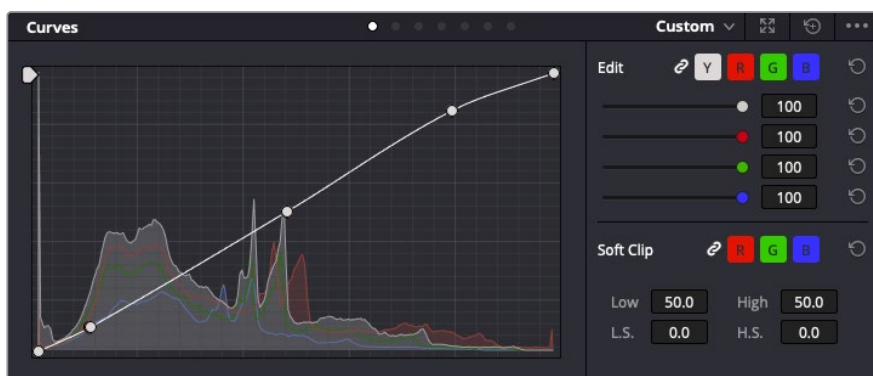 Curves Custom
Edit Y R G B
100
100
100
100
Soft Clip R G B
Low 50.0 High 50.0
L.S. 0.0 H.S. 0.0